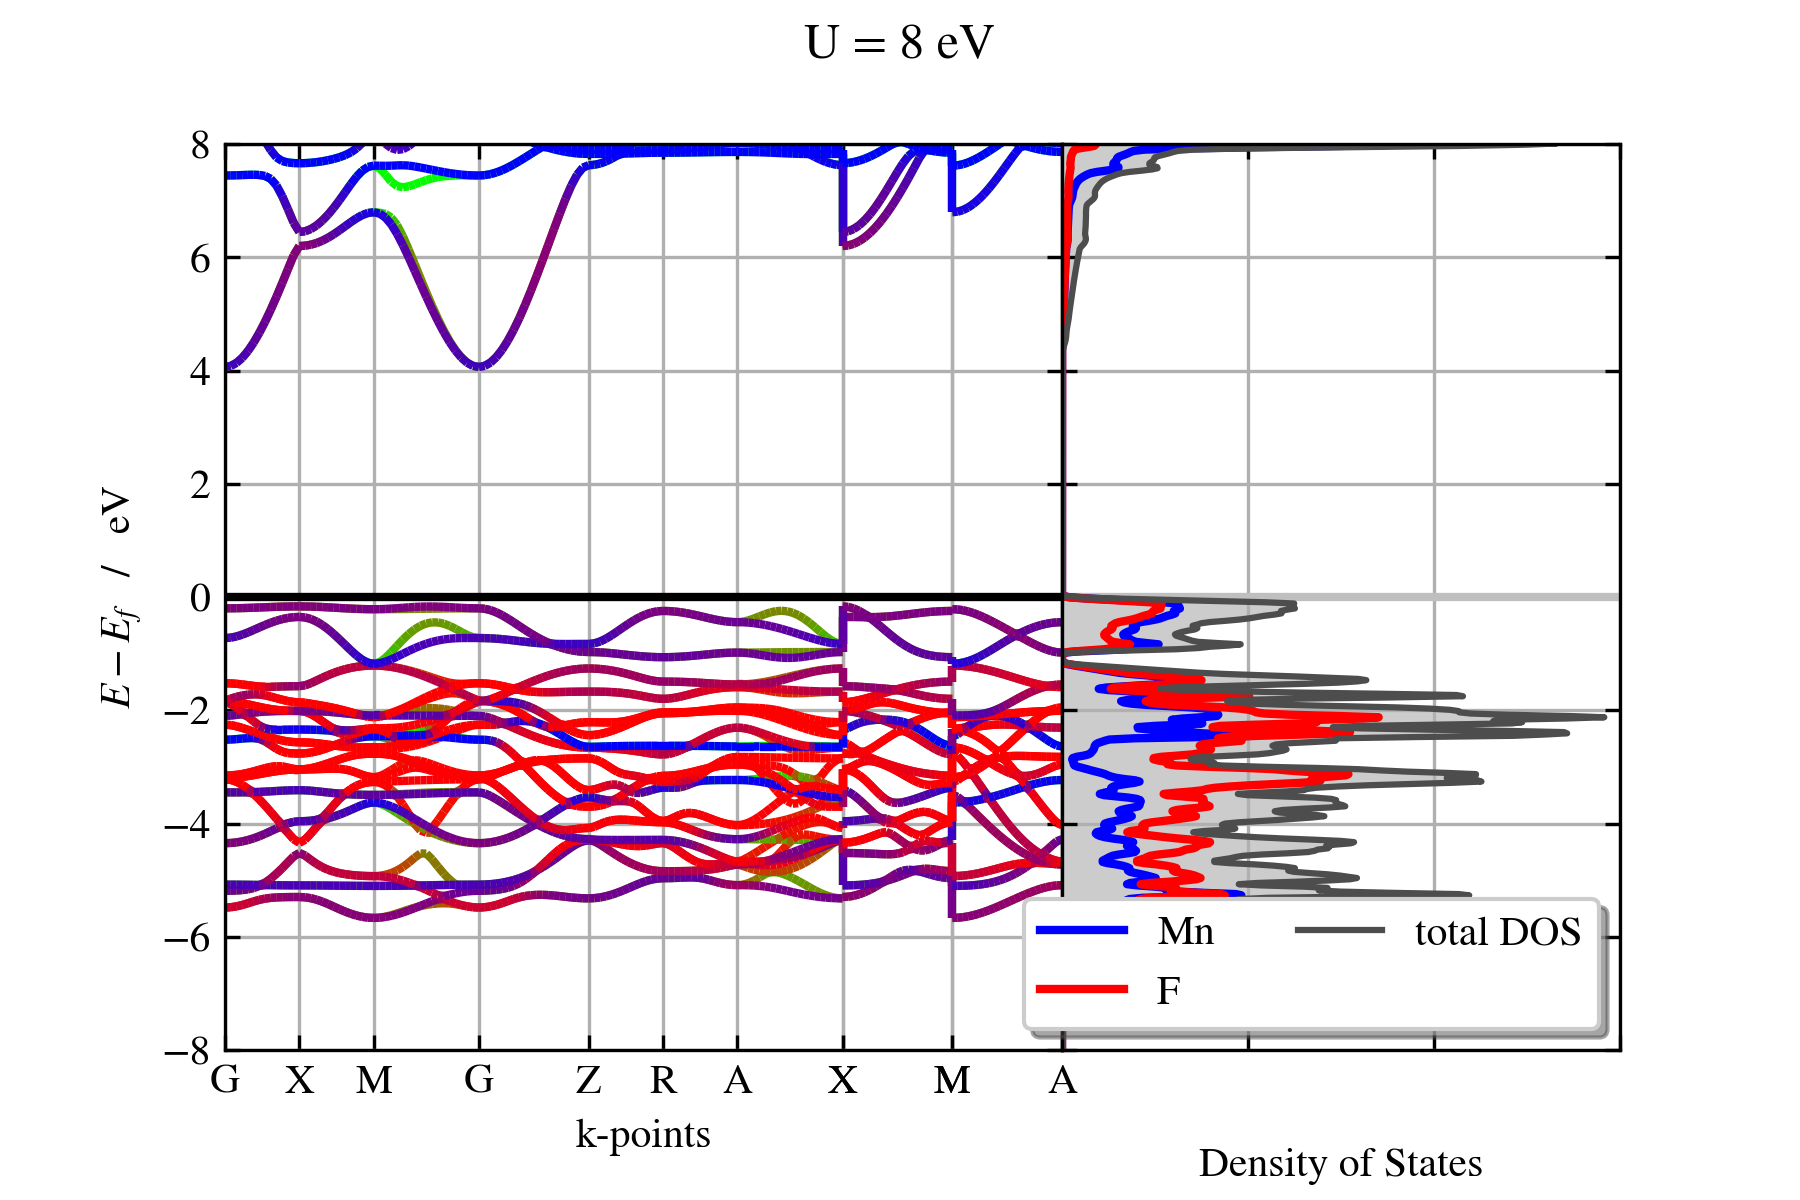 U = 8 eV
8
6
4
2
0
−2
−4
−6
−8
E − E_f / eV
G X M G Z R A X M A
k-points
Mn
F
total DOS
Density of States